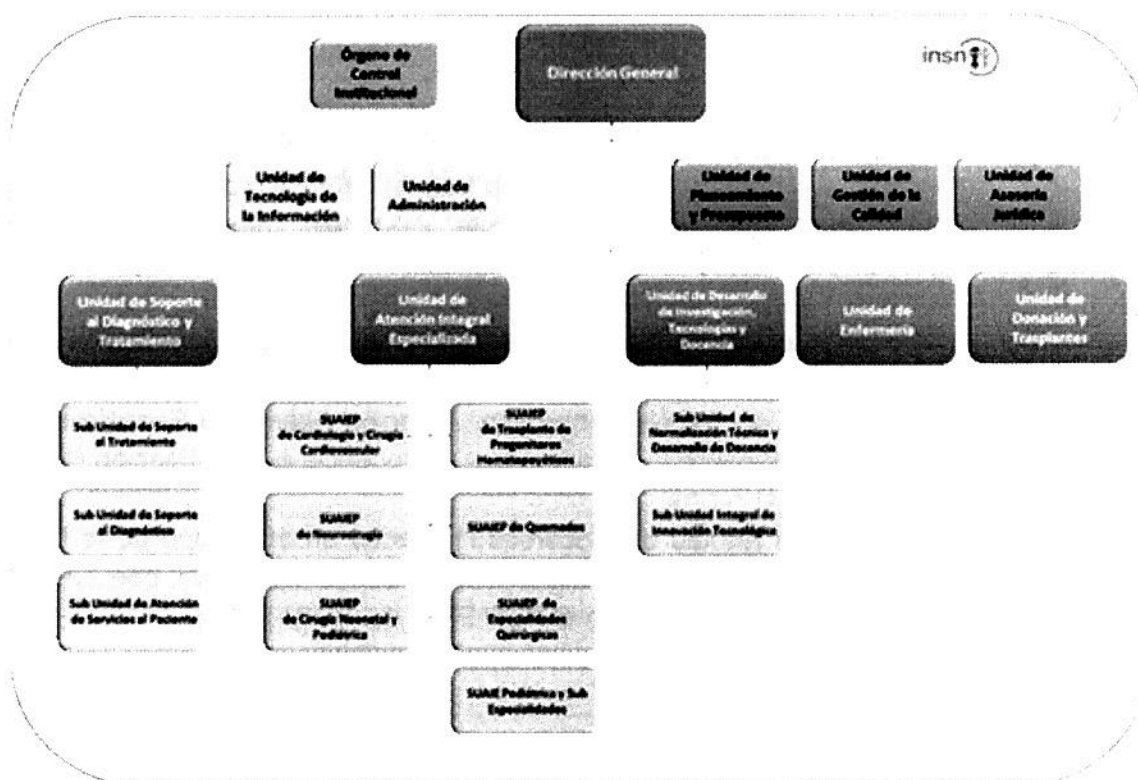 Órgano de
Control
Institucional
Dirección General
insn
Unidad de
Tecnología de
la Información
Unidad de
Administración
Unidad de
Planeamiento
y Presupuesto
Unidad de
Gestión de la
Calidad
Unidad de
Asesoría
Jurídica
Unidad de Soporte
al Diagnóstico y
Tratamiento
Unidad de
Atención Integral
Especializada
Unidad de Desarrollo
de Investigación,
Tecnologías y
Docencia
Unidad de
Enfermería
Unidad de
Donación y
Trasplantes
Sub Unidad de Soporte
al Tratamiento
Sub Unidad de Soporte
al Diagnóstico
Sub Unidad de Atención
de Servicios al Paciente
SUAIEP
de Cardiología y Cirugía
Cardiovascular
SUAIEP
de Neurocirugía
SUAIEP
de Cirugía Neonatal y
Pediátrica
SUAIEP
de Trasplante de
Progenitores
Hematopoyéticos
SUAIEP de Quemados
SUAIEP de
Especialidades
Quirúrgicas
SUAIE Pediátrica y Sub
Especialidades
Sub Unidad de
Normalización Técnica y
Desarrollo de Docencia
Sub Unidad Integral de
Innovación Tecnológica